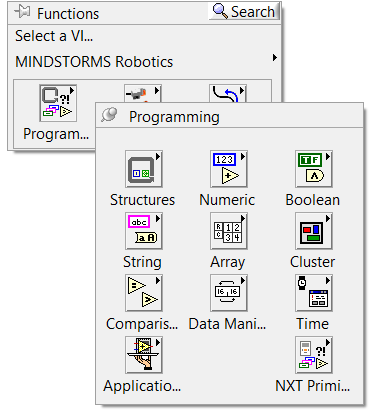 Functions
Search
Select a VI...
MINDSTORMS Robotics
Program...
Programming
Structures
Numeric
Boolean
String
Array
Cluster
Comparis...
Data Mani...
Time
Applicatio...
NXT Primi...